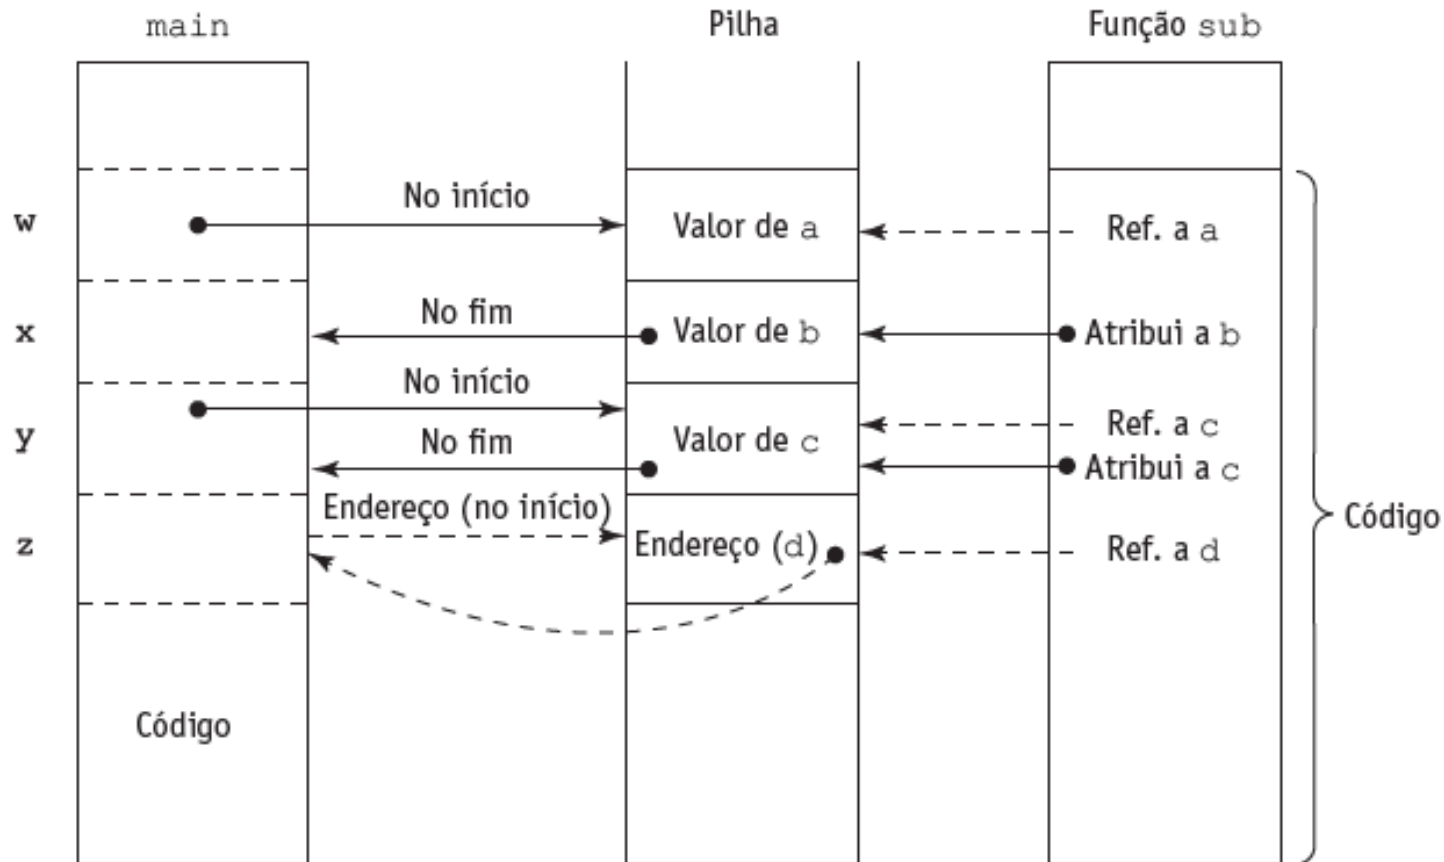 main
Pilha
Função sub
w
No início
Valor de a
Ref. a a
x
No fim
Valor de b
Atribui a b
No início
y
No fim
Valor de c
Ref. a c
Atribui a c
z
Endereço (no início)
Endereço (d)
Ref. a d
Código
Código